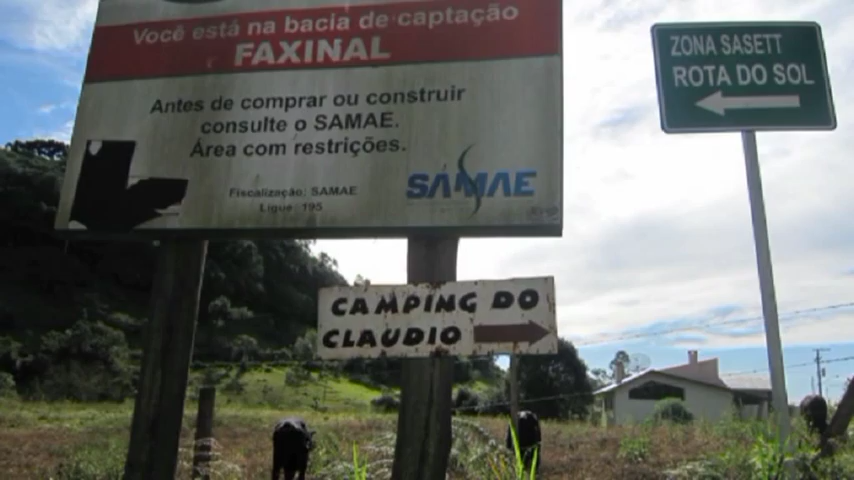 Você está na bacia de captação
FAXINAL
Antes de comprar ou construir
consulte o SAMAE.
Área com restrições.
Fiscalização: SAMAE
Ligue: 195
SAMAE
ZONA SASETT
ROTA DO SOL
CAMPING DO
CLAUDIO